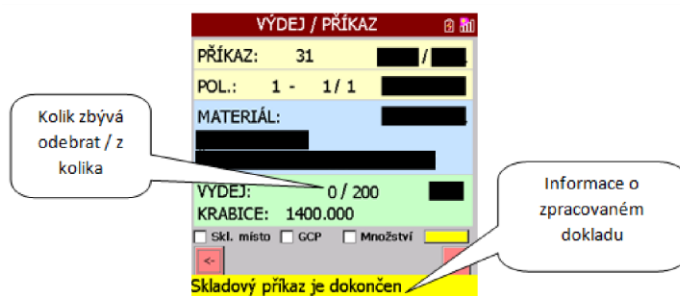 VÝDEJ / PŘÍKAZ
PŘÍKAZ: 31 /
POL.: 1 - 1/ 1
MATERIÁL:
Kolik zbývá
odebrat / z
kolika
VÝDEJ: 0 / 200
KRABICE: 1400.000
Informace o
zpracovaném
dokladu
Skl. místo GCP Množství
<-
Skladový příkaz je dokončen